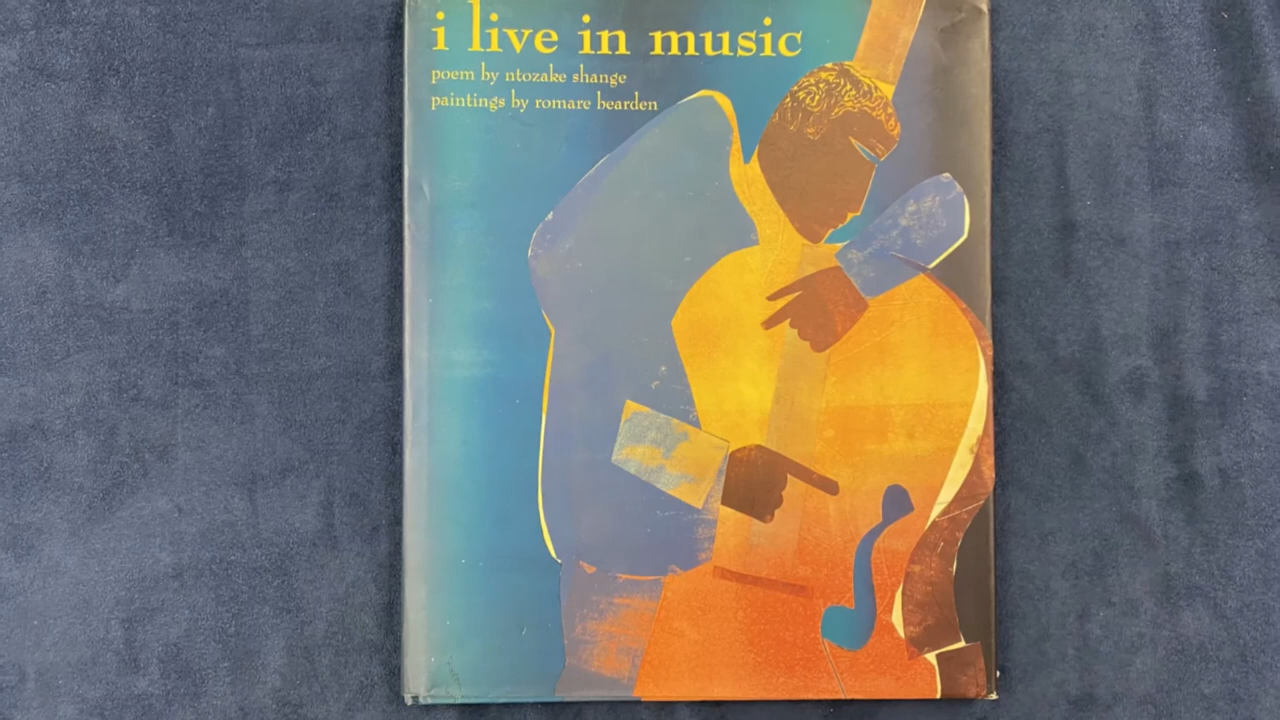 i live in music
poem by ntozake shange
paintings by romare bearden